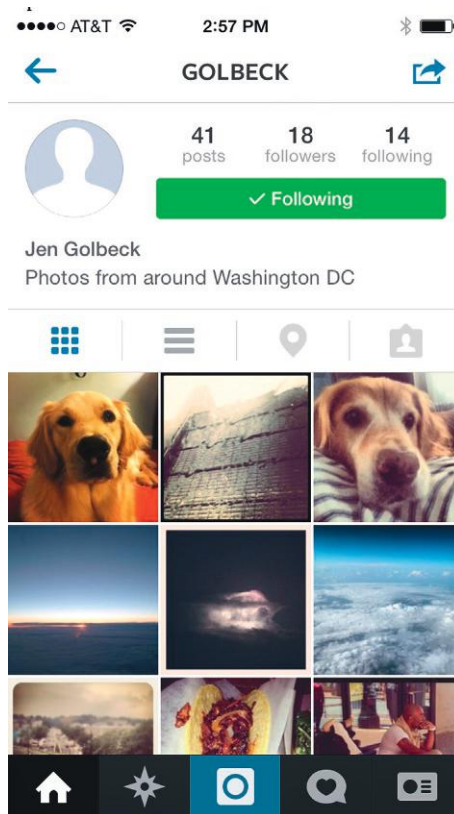 AT&T 2:57 PM
GOLBECK
41 18 14
posts followers following
Following
Jen Golbeck
Photos from around Washington DC